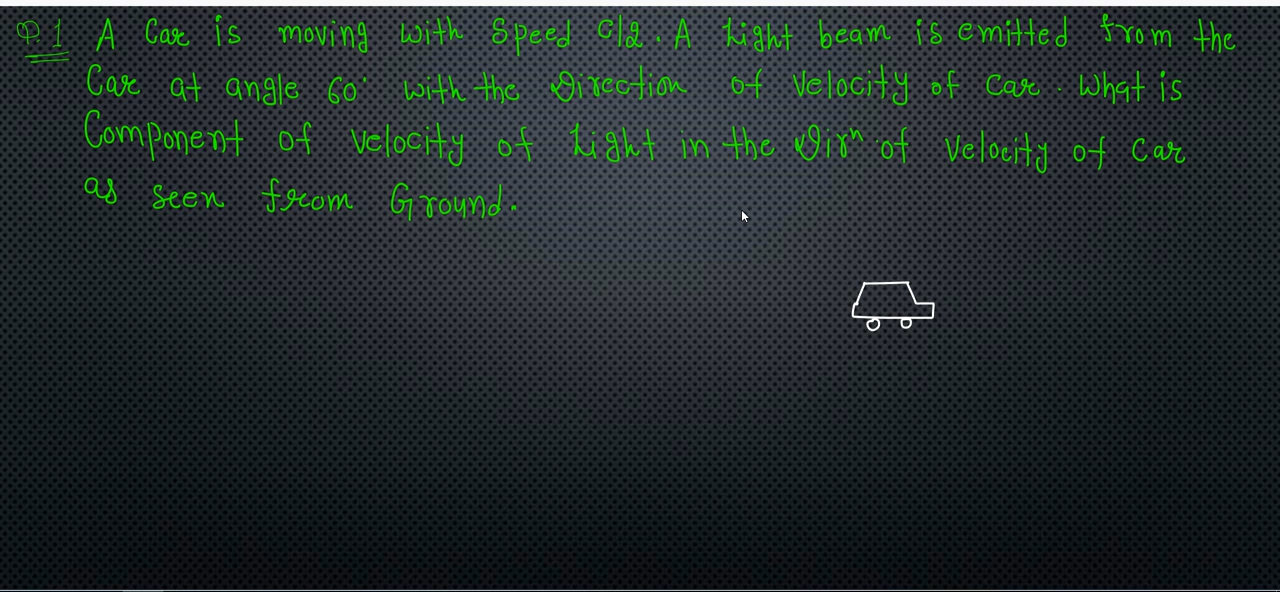 Q 1 A Car is moving with Speed c/2. A Light beam is emitted from the
Car at angle 60° with the Direction of Velocity of Car. What is
Component of Velocity of Light in the Dirⁿ of Velocity of Car
as seen from Ground.